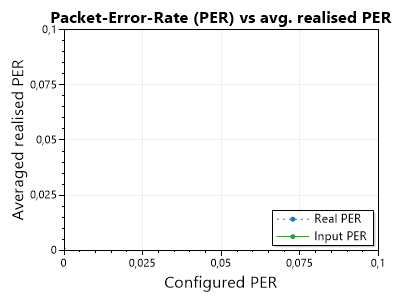 Packet-Error-Rate (PER) vs avg. realised PER
0,1
0,075
0,05
0,025
0
Averaged realised PER
0
0,025
0,05
0,075
0,1
Configured PER
Real PER
Input PER